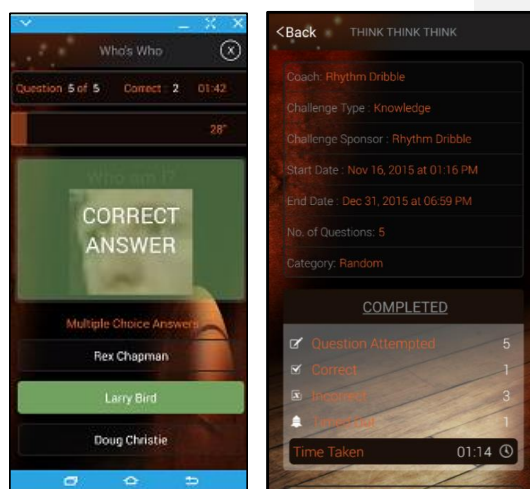 Who's Who
X
Question 5 of 5 Correct : 2 01:42
28"
Who am I?
CORRECT
ANSWER
Multiple Choice Answers
Rex Chapman
Larry Bird
Doug Christie
<Back THINK THINK THINK
Coach: Rhythm Dribble
Challenge Type : Knowledge
Challenge Sponsor : Rhythm Dribble
Start Date : Nov 16, 2015 at 01:16 PM
End Date : Dec 31, 2015 at 06:59 PM
No. of Questions: 5
Category: Random
COMPLETED
Question Attempted 5
Correct 1
Incorrect 3
1
Time Taken 01:14